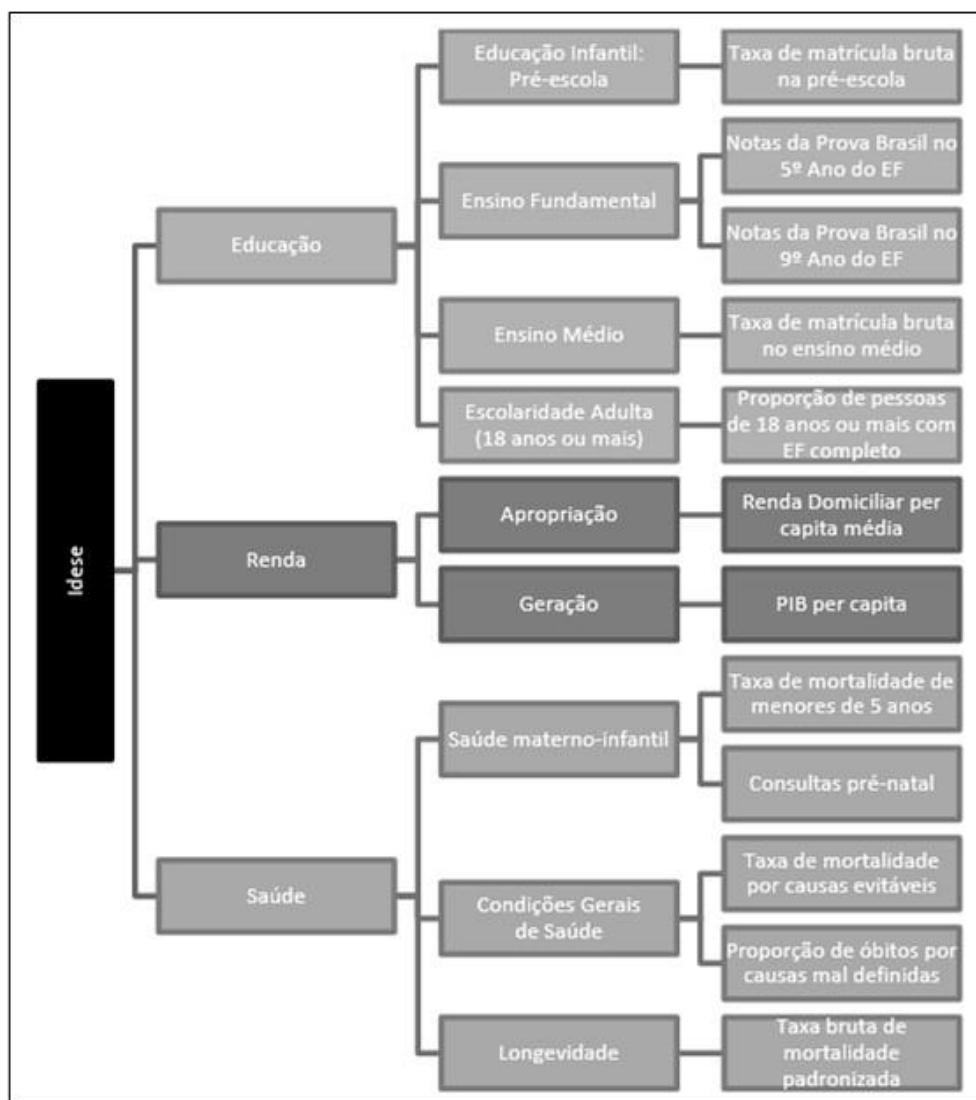 Idese
Educação
Educação Infantil:
Pré-escola
Taxa de matrícula bruta
na pré-escola
Ensino Fundamental
Notas da Prova Brasil no
5º Ano do EF
Notas da Prova Brasil no
9º Ano do EF
Ensino Médio
Taxa de matrícula bruta
no ensino médio
Escolaridade Adulta
(18 anos ou mais)
Proporção de pessoas
de 18 anos ou mais com
EF completo
Renda
Apropriação
Renda Domiciliar per
capita média
Geração
PIB per capita
Saúde
Saúde materno-infantil
Taxa de mortalidade de
menores de 5 anos
Consultas pré-natal
Condições Gerais
de Saúde
Taxa de mortalidade
por causas evitáveis
Proporção de óbitos por
causas mal definidas
Longevidade
Taxa bruta de
mortalidade
padronizada